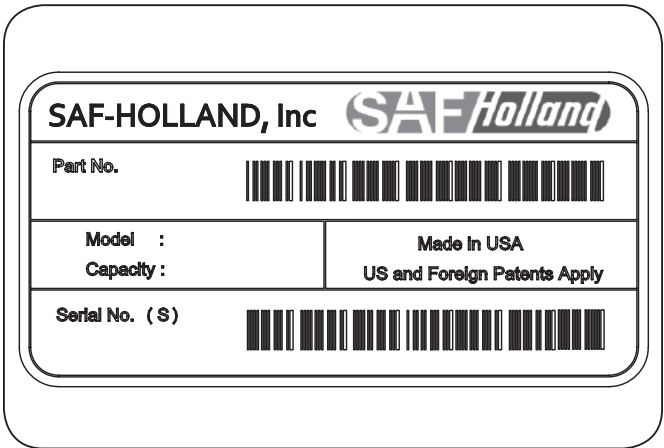 SAF-HOLLAND, Inc SAF Holland
Part No.
Model :
Capacity :
Made in USA
US and Foreign Patents Apply
Serial No. ( S )